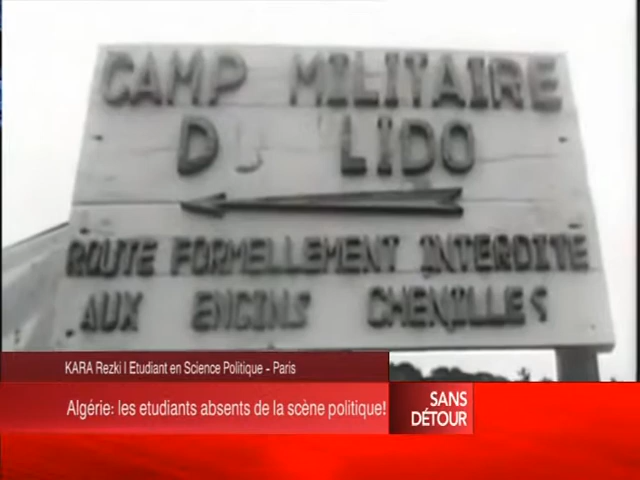 CAMP MILITAIRE
DU LIDO
ROUTE FORMELLEMENT INTERDITE
AUX ENGINS CHENILLES
KARA Rezki I Etudiant en Science Politique - Paris
Algérie: les etudiants absents de la scène politique!
SANS
DÉTOUR